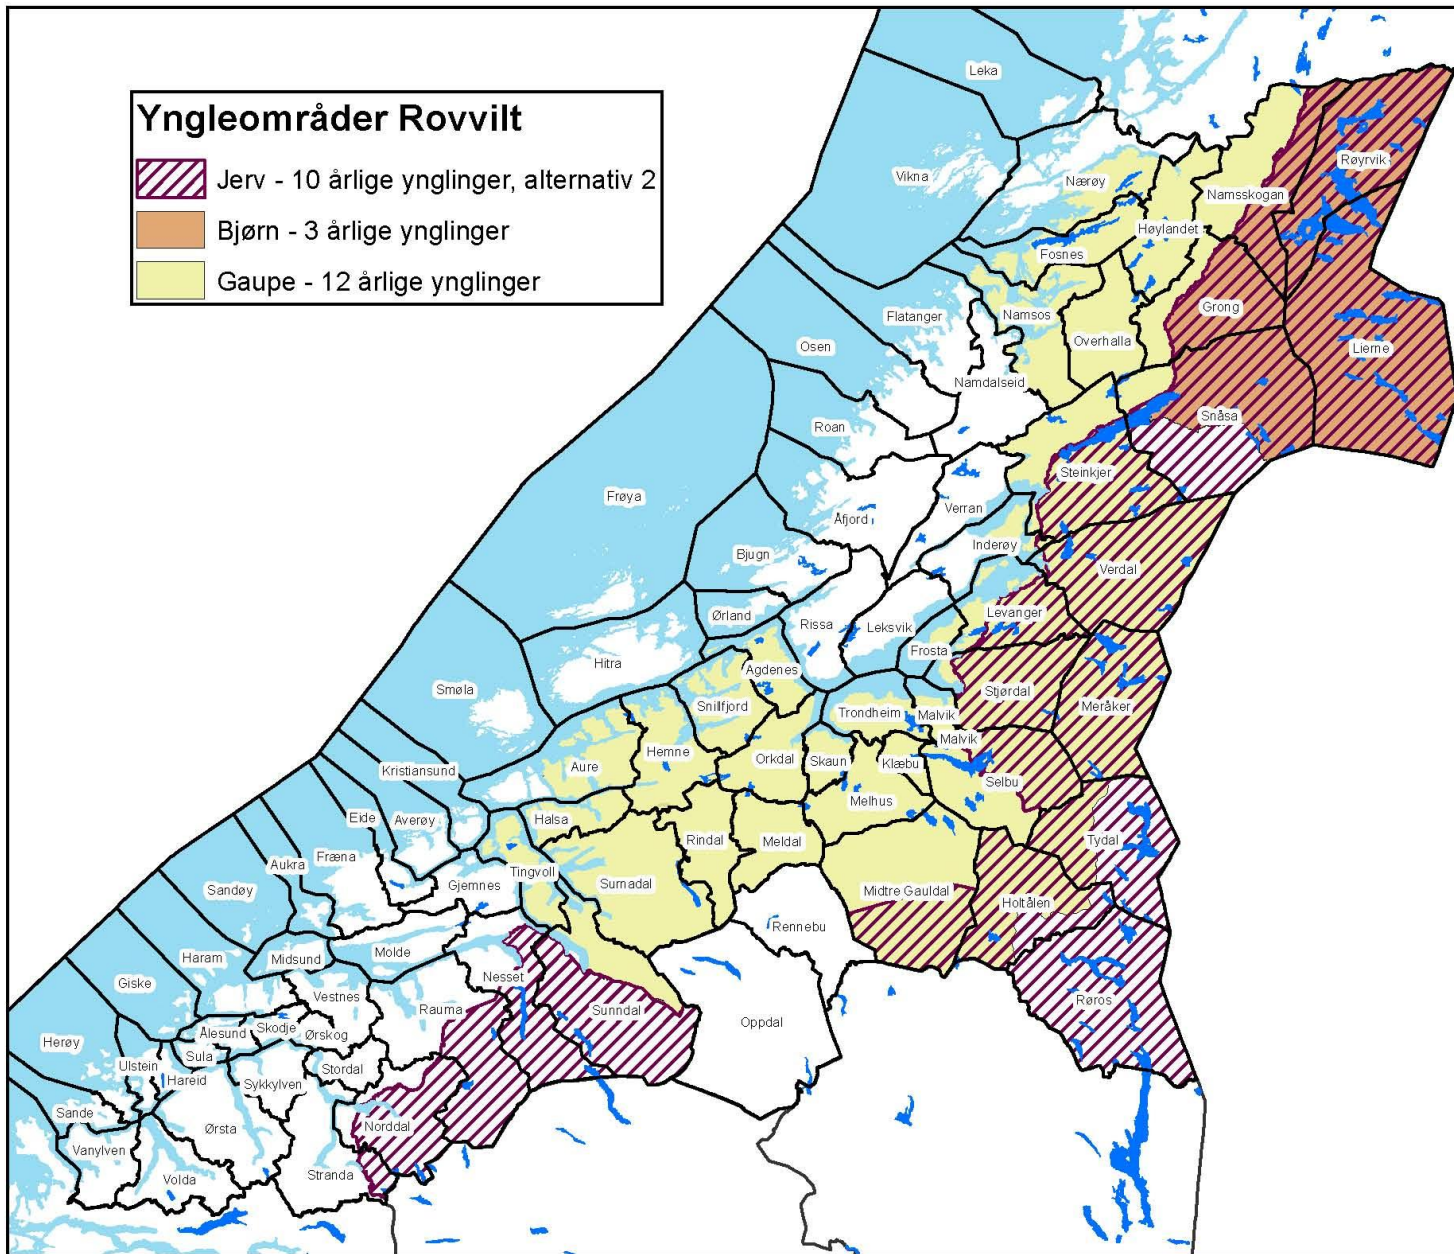 Yngleområder Rovvilt
Jerv - 10 årlige ynglinger, alternativ 2
Bjørn - 3 årlige ynglinger
Gaupe - 12 årlige ynglinger
Leka
Røyrvik
Vikna
Nærøy
Namsskogan
Høylandet
Fosnes
Grong
Namsos
Flatanger
Overhalla
Osen
Lierne
Namdalseid
Snåsa
Roan
Steinkjer
Frøya
Verran
Åfjord
Inderøy
Bjugn
Verdal
Levanger
Ørland
Rissa
Leksvik
Frosta
Hitra
Agdenes
Smøla
Stjørdal
Snillfjord
Trondheim
Malvik
Meråker
Malvik
Hemne
Orkdal
Skaun
Klæbu
Aure
Kristiansund
Selbu
Melhus
Eide
Averøy
Halsa
Rindal
Meldal
Tydal
Fræna
Aukra
Tingvoll
Surnadal
Gjemnes
Sandøy
Midtre Gauldal
Holtålen
Rennebu
Molde
Haram
Midsund
Nesset
Giske
Vestnes
Rauma
Sunndal
Røros
Oppdal
Ålesund
Skodje
Ørskog
Herøy
Sula
Ulstein
Stordal
Hareid
Sykkylven
Sande
Ørsta
Norddal
Vanylven
Volda
Stranda